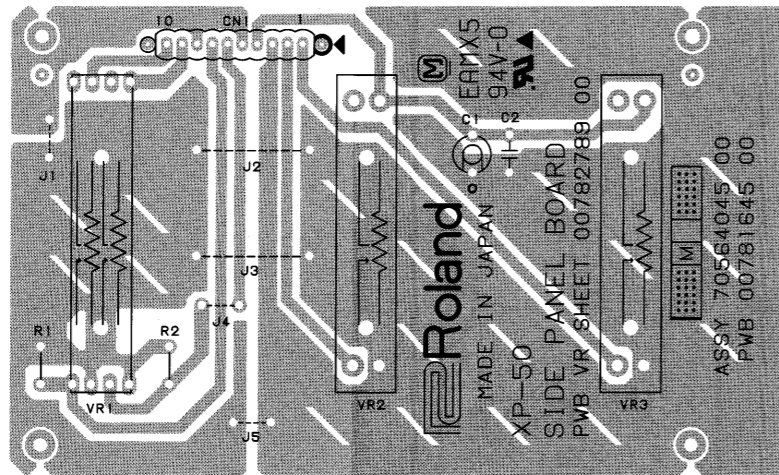 10 CN1 1
J1
J2
J3
J4
J5
R1
R2
VR1
VR2
VR3
C1 C2
M
EAMX5
94V-0
Roland
MADE IN JAPAN
XP-50
SIDE PANEL BOARD
PWB VR SHEET 00782789 00
M
ASSY 70564045 00
PWB 00781645 00